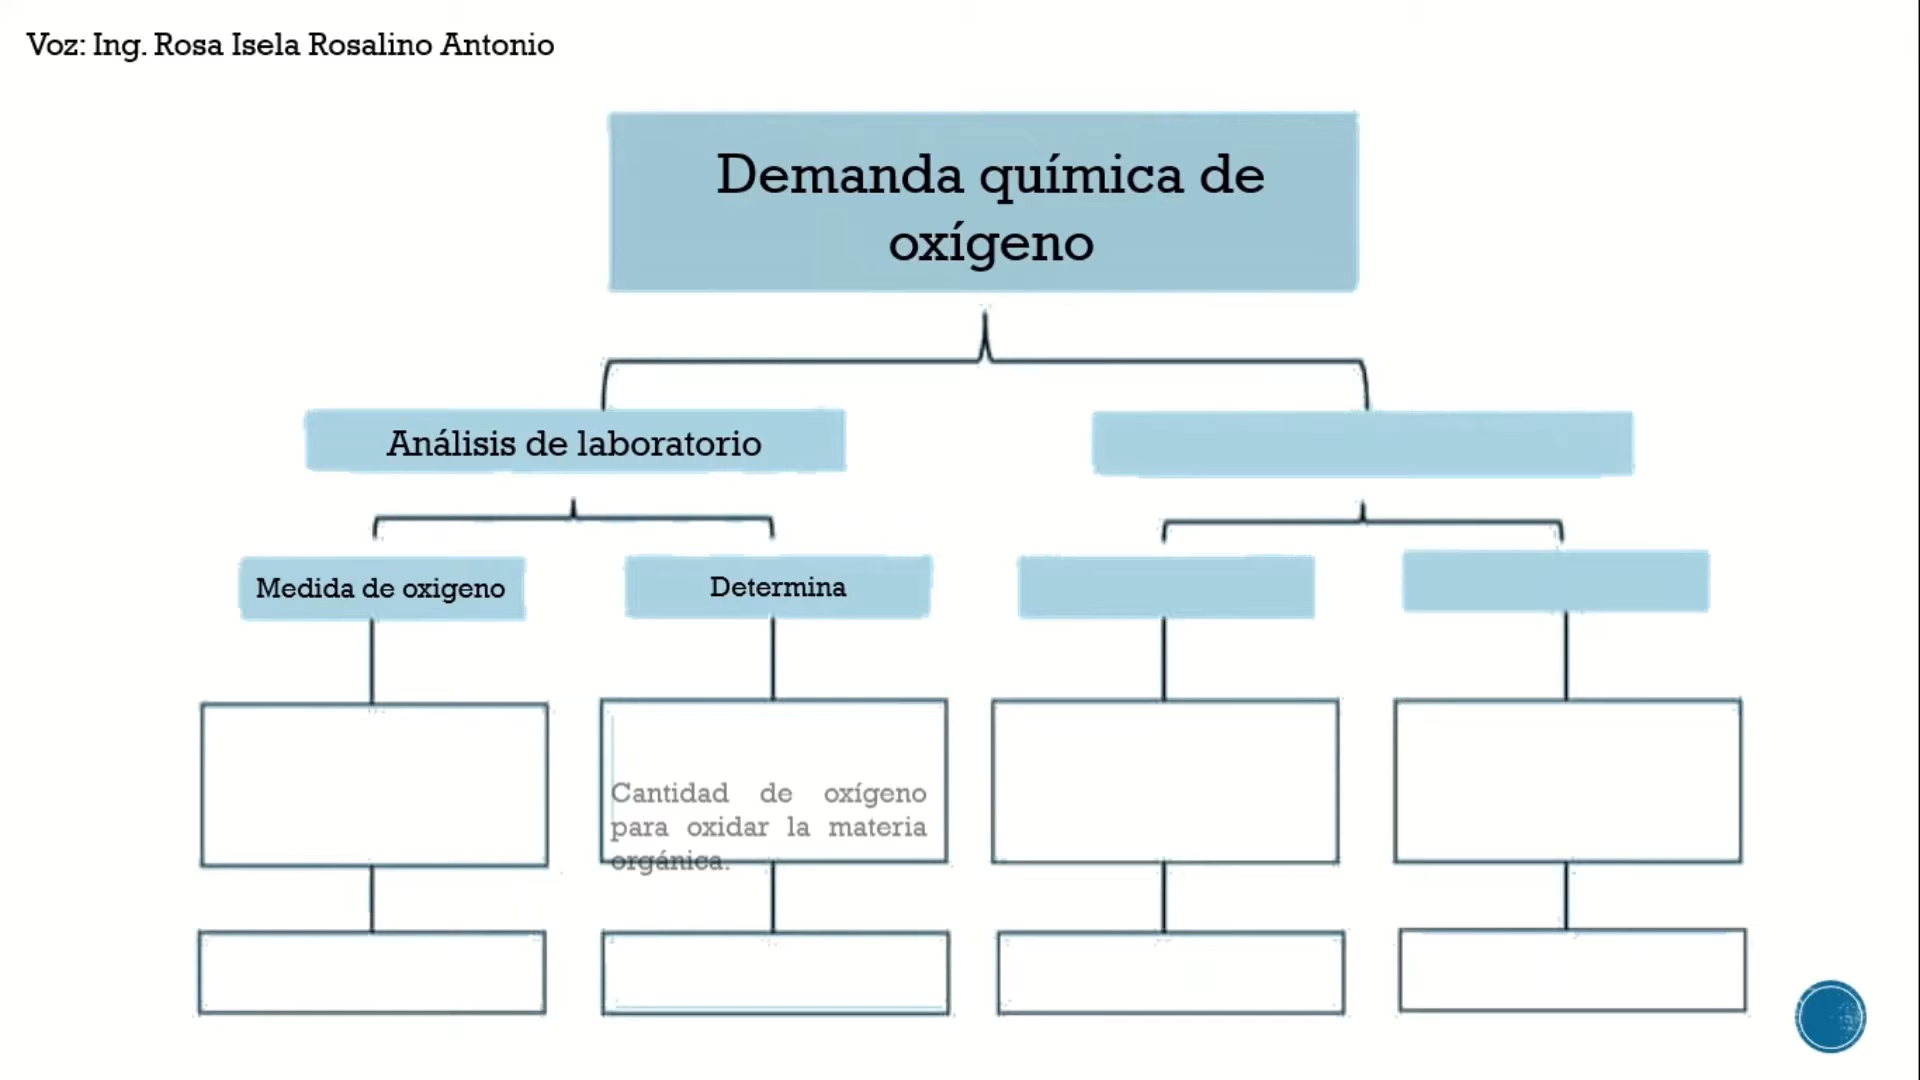 Voz: Ing. Rosa Isela Rosalino Antonio
Demanda química de
oxígeno
Análisis de laboratorio
Medida de oxigeno
Determina
Cantidad de oxígeno
para oxidar la materia
orgánica.